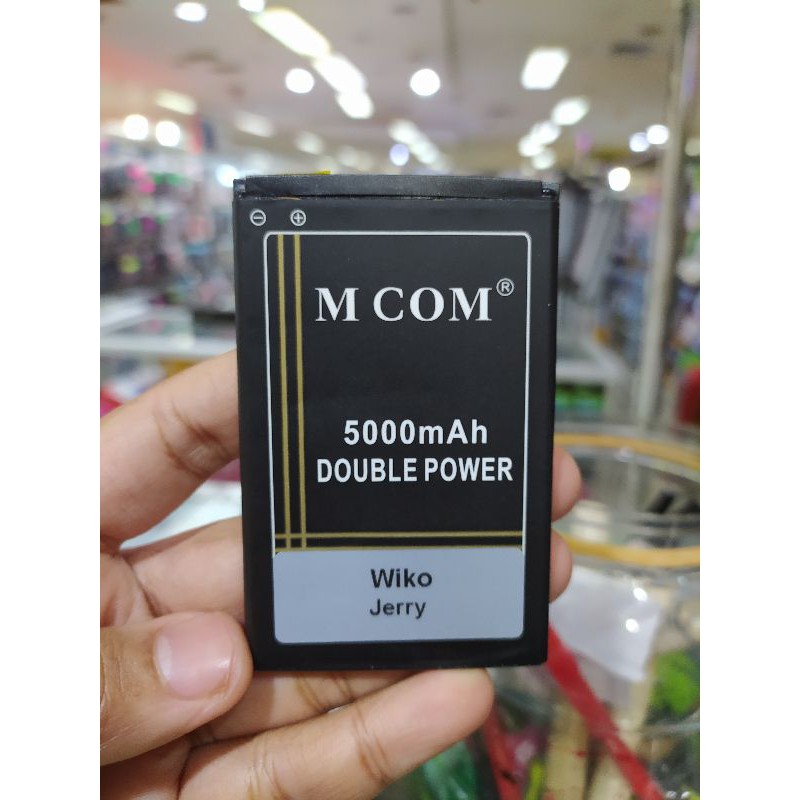 ⊖ ⊕
M COM®
5000mAh
DOUBLE POWER
Wiko
Jerry